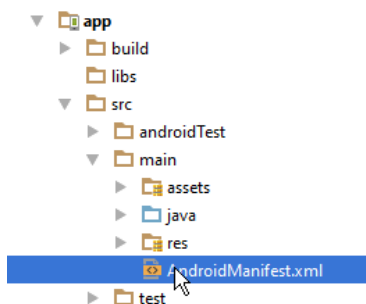 app
build
libs
src
androidTest
main
assets
java
res
AndroidManifest.xml
test